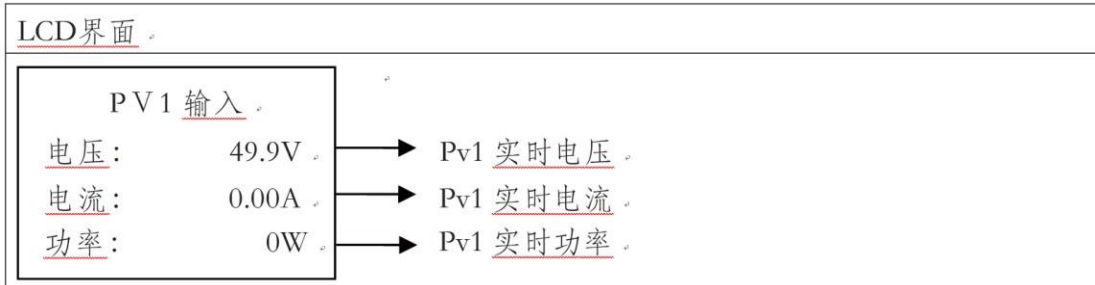 LCD界面
PV1 输入
电压: 49.9V Pv1 实时电压
电流: 0.00A Pv1 实时电流
功率: 0W Pv1 实时功率